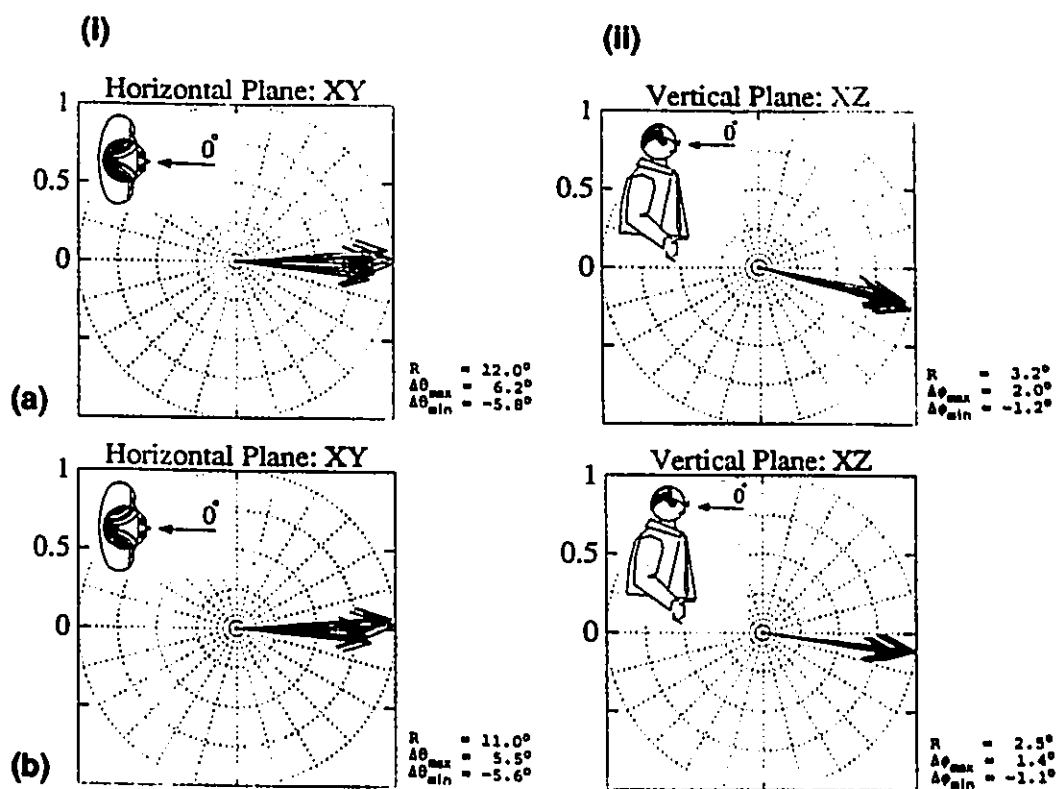 (i)
(ii)
Horizontal Plane: XY
Vertical Plane: XZ
1
0°
0.5
0
1
0°
0.5
0
R = 12.0°
Δθmax = 6.2°
Δθmin = -5.8°
R = 3.2°
Δϕmax = 2.0°
Δϕmin = -1.2°
(a)
Horizontal Plane: XY
Vertical Plane: XZ
1
0°
0.5
0
1
0°
0.5
0
R = 11.0°
Δθmax = 5.5°
Δθmin = -5.6°
R = 2.5°
Δϕmax = 1.4°
Δϕmin = -1.1°
(b)